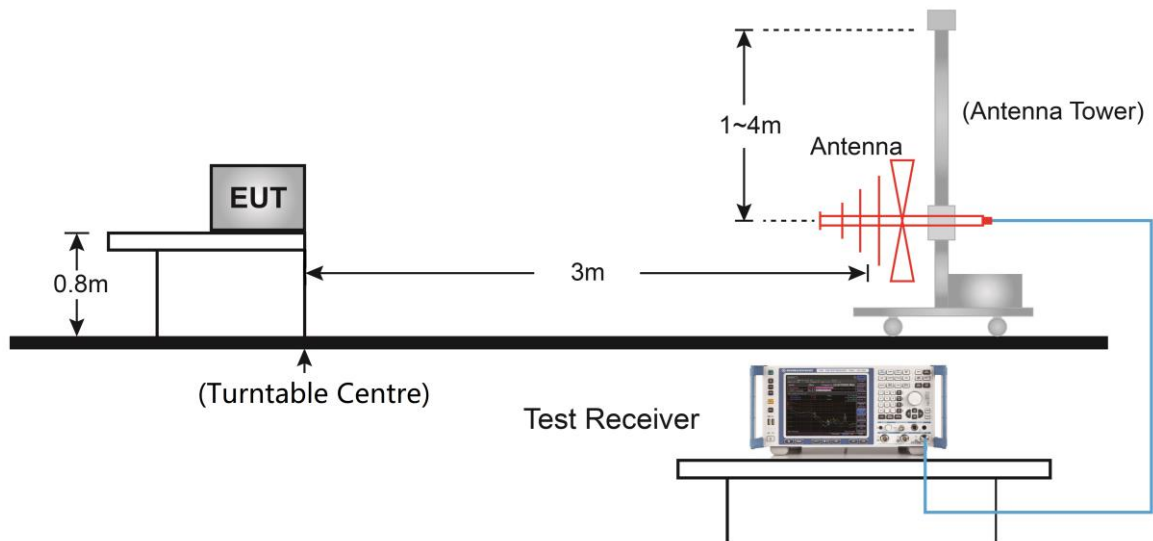 1~4m
(Antenna Tower)
Antenna
EUT
0.8m
3m
(Turntable Centre)
Test Receiver